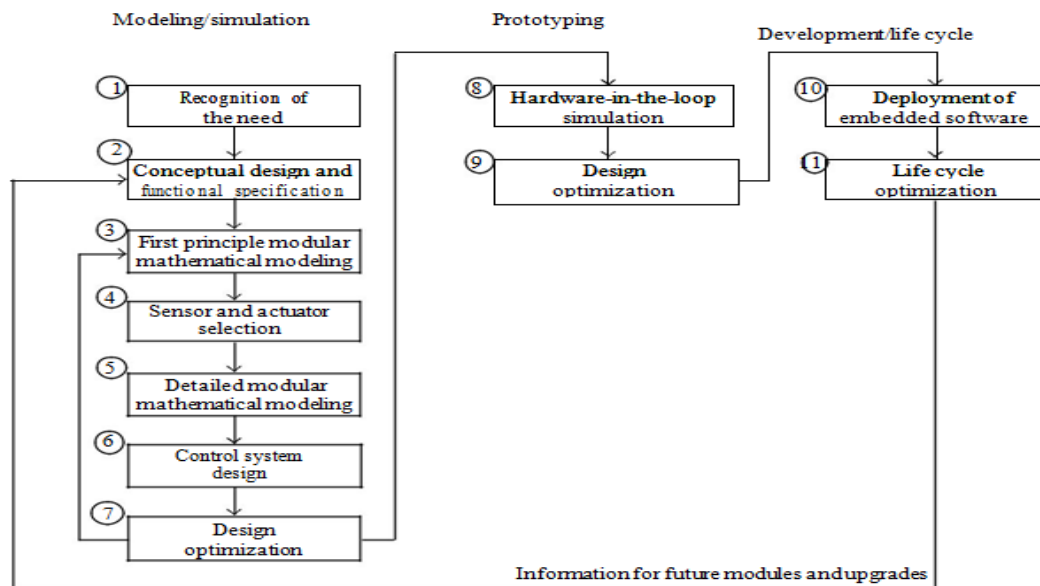 Modeling/simulation
1
Recognition of
the need
2
Conceptual design and
functional specification
3
First principle modular
mathematical modeling
4
Sensor and actuator
selection
5
Detailed modular
mathematical modeling
6
Control system
design
7
Design
optimization
Prototyping
8
Hardware-in-the-loop
simulation
9
Design
optimization
Development/life cycle
10
Deployment of
embedded software
11
Life cycle
optimization
Information for future modules and upgrades